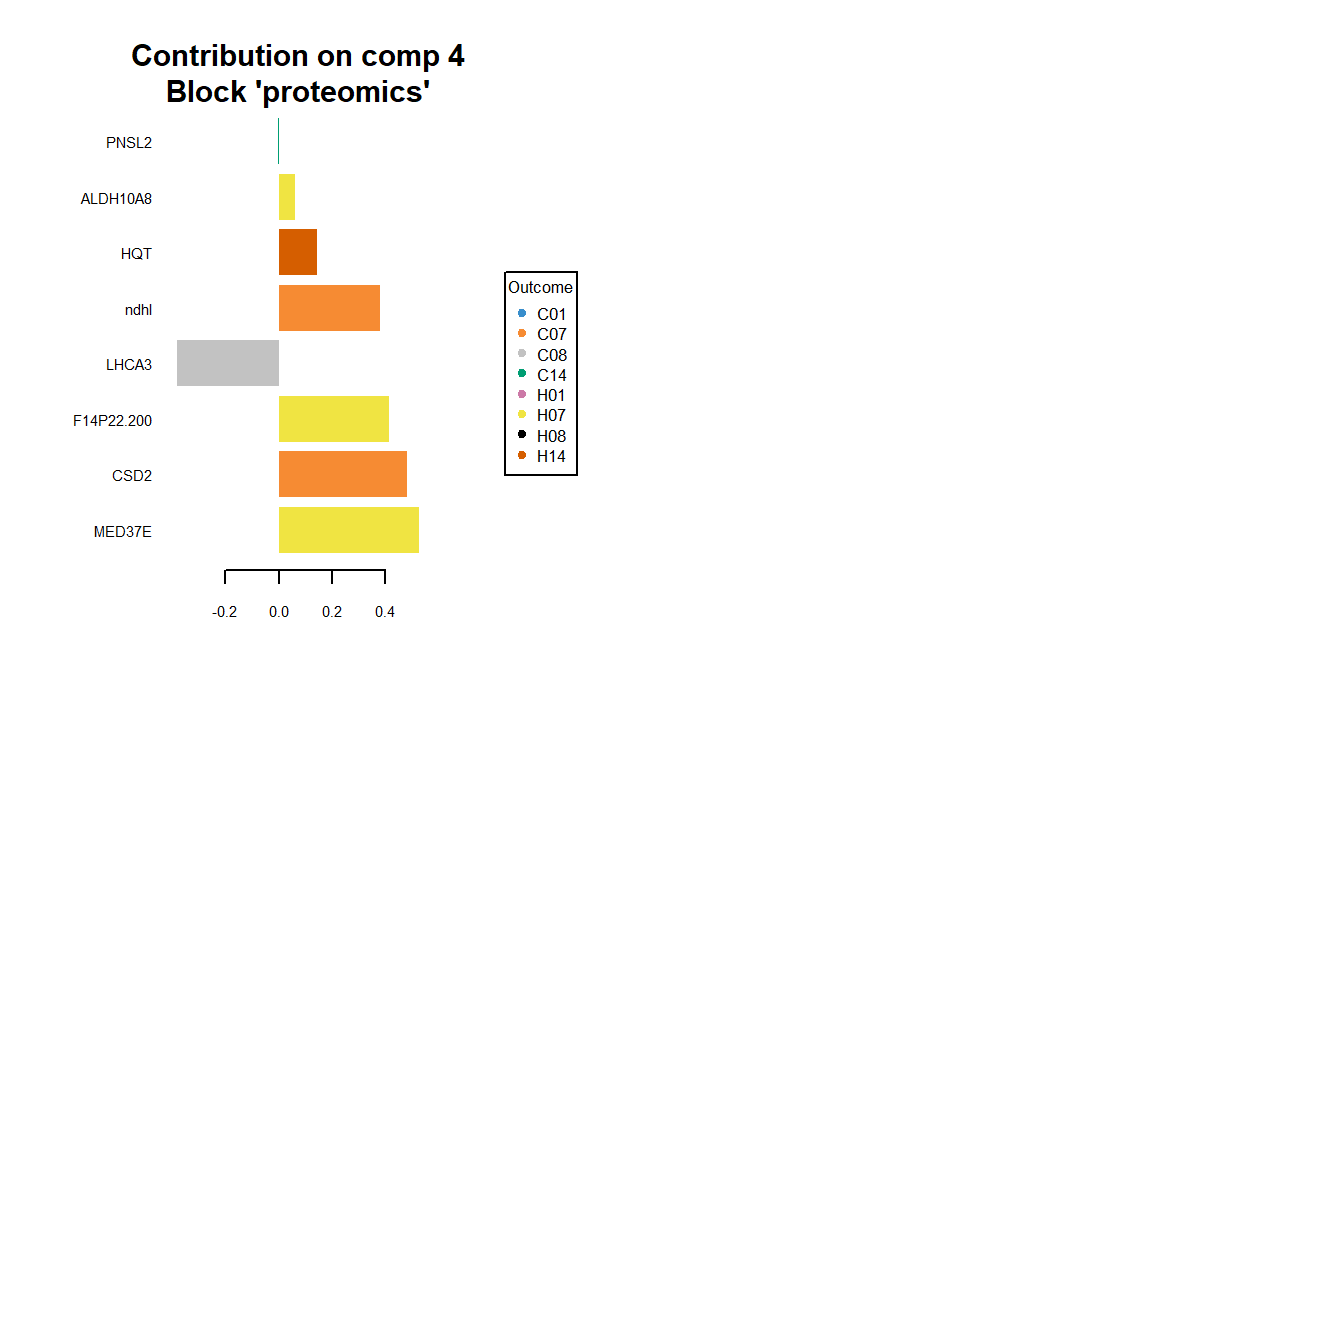 Contribution on comp 4
Block 'proteomics'
PNSL2
ALDH10A8
HQT
ndhI
LHCA3
F14P22.200
CSD2
MED37E
-0.2 0.0 0.2 0.4
Outcome
C01
C07
C08
C14
H01
H07
H08
H14